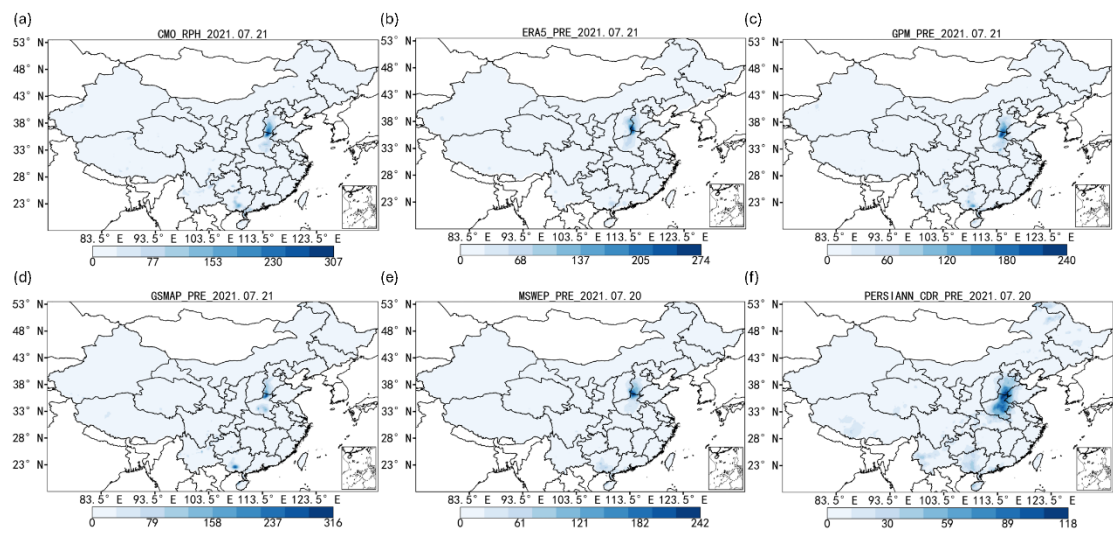 (a)
CMO_RPH_2021.07.21
53° N
48° N
43° N
38° N
33° N
28° N
23° N
83.5° E 93.5° E 103.5° E 113.5° E 123.5° E
0 77 153 230 307
(b)
ERA5_PRE_2021.07.21
53° N
48° N
43° N
38° N
33° N
28° N
23° N
83.5° E 93.5° E 103.5° E 113.5° E 123.5° E
0 68 137 205 274
(c)
GPM_PRE_2021.07.21
53° N
48° N
43° N
38° N
33° N
28° N
23° N
83.5° E 93.5° E 103.5° E 113.5° E 123.5° E
0 60 120 180 240
(d)
GSMAP_PRE_2021.07.21
53° N
48° N
43° N
38° N
33° N
28° N
23° N
83.5° E 93.5° E 103.5° E 113.5° E 123.5° E
0 79 158 237 316
(e)
MSWEP_PRE_2021.07.20
53° N
48° N
43° N
38° N
33° N
28° N
23° N
83.5° E 93.5° E 103.5° E 113.5° E 123.5° E
0 61 121 182 242
(f)
PERSIANN_CDR_PRE_2021.07.20
53° N
48° N
43° N
38° N
33° N
28° N
23° N
83.5° E 93.5° E 103.5° E 113.5° E 123.5° E
0 30 59 89 118